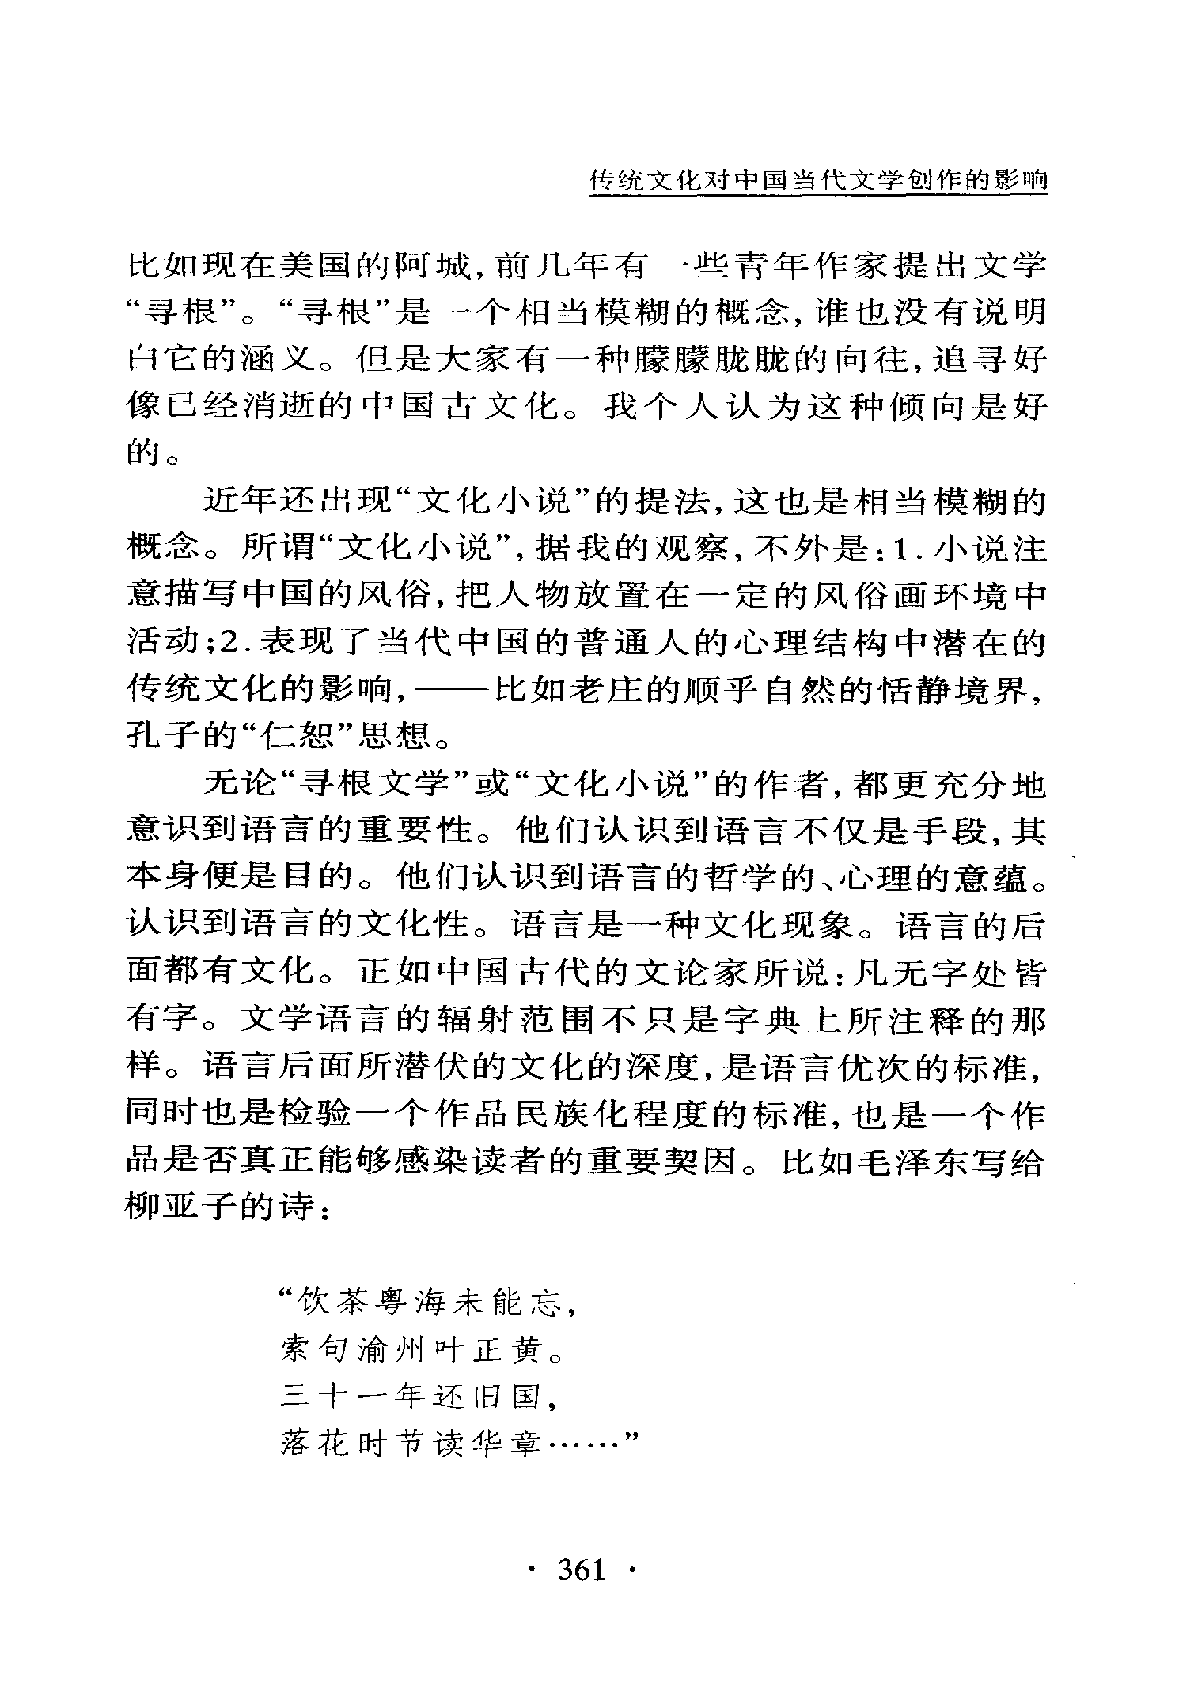 传统文化对中国当代文学创作的影响
比如现在美国的阿城,前几年有一些青年作家提出文学
“寻根”。“寻根”是一个相当模糊的概念,谁也没有说明
白它的涵义。但是大家有一种朦朦胧胧的向往,追寻好
像已经消逝的中国古文化。我个人认为这种倾向是好
的。
近年还出现“文化小说”的提法,这也是相当模糊的
概念。所谓“文化小说”,据我的观察,不外是:1.小说注
意描写中国的风俗,把人物放置在一定的风俗画环境中
活动;2.表现了当代中国的普通人的心理结构中潜在的
传统文化的影响,——比如老庄的顺乎自然的恬静境界,
孔子的“仁恕”思想。
无论“寻根文学”或“文化小说”的作者,都更充分地
意识到语言的重要性。他们认识到语言不仅是手段,其
本身便是目的。他们认识到语言的哲学的、心理的意蕴。
认识到语言的文化性。语言是一种文化现象。语言的后
面都有文化。正如中国古代的文论家所说:凡无字处皆
有字。文学语言的辐射范围不只是字典上所注释的那
样。语言后面所潜伏的文化的深度,是语言优次的标准,
同时也是检验一个作品民族化程度的标准,也是一个作
品是否真正能够感染读者的重要契因。比如毛泽东写给
柳亚子的诗:
“饮茶粤海未能忘,
索句渝州叶正黄。
三十一年还旧国,
落花时节读华章……”
· 361 ·